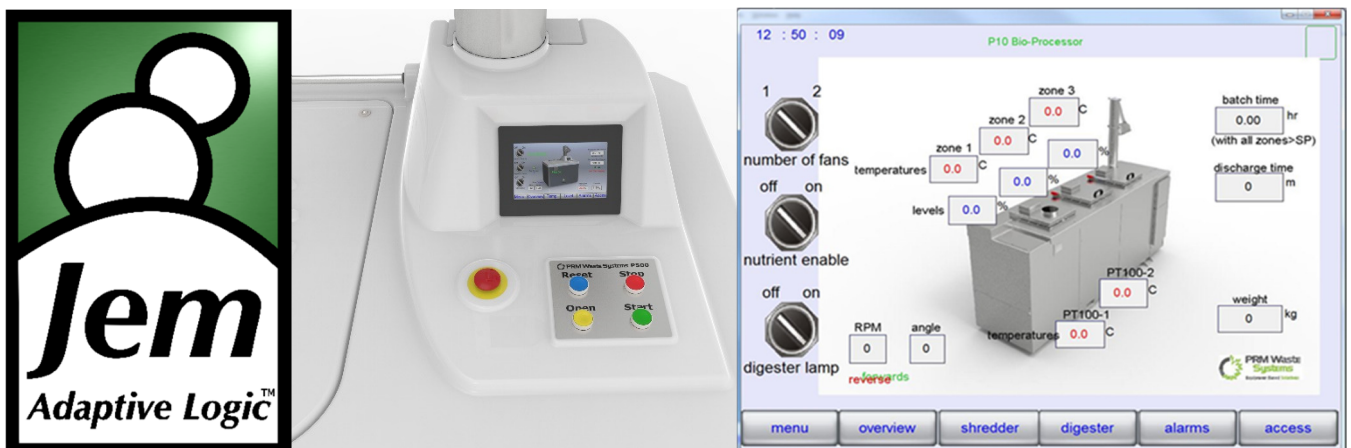 Jem
Adaptive Logic™
PRM Waste Systems P500
Reset Stop
Open Start
12 : 50 : 09
P10 Bio-Processor
1 2
number of fans
off on
nutrient enable
off on
digester lamp
zone 3
0.0 C
zone 2
0.0 C
zone 1
temperatures 0.0 C
0.0 %
0.0 %
levels 0.0 %
batch time
0.00 hr
(with all zones>SP)
discharge time
0 m
PT100-2
0.0 C
PT100-1
temperatures 0.0 C
weight
0 kg
RPM angle
0 0
forwards
reverse
PRM Waste
Systems
menu overview shredder digester alarms access